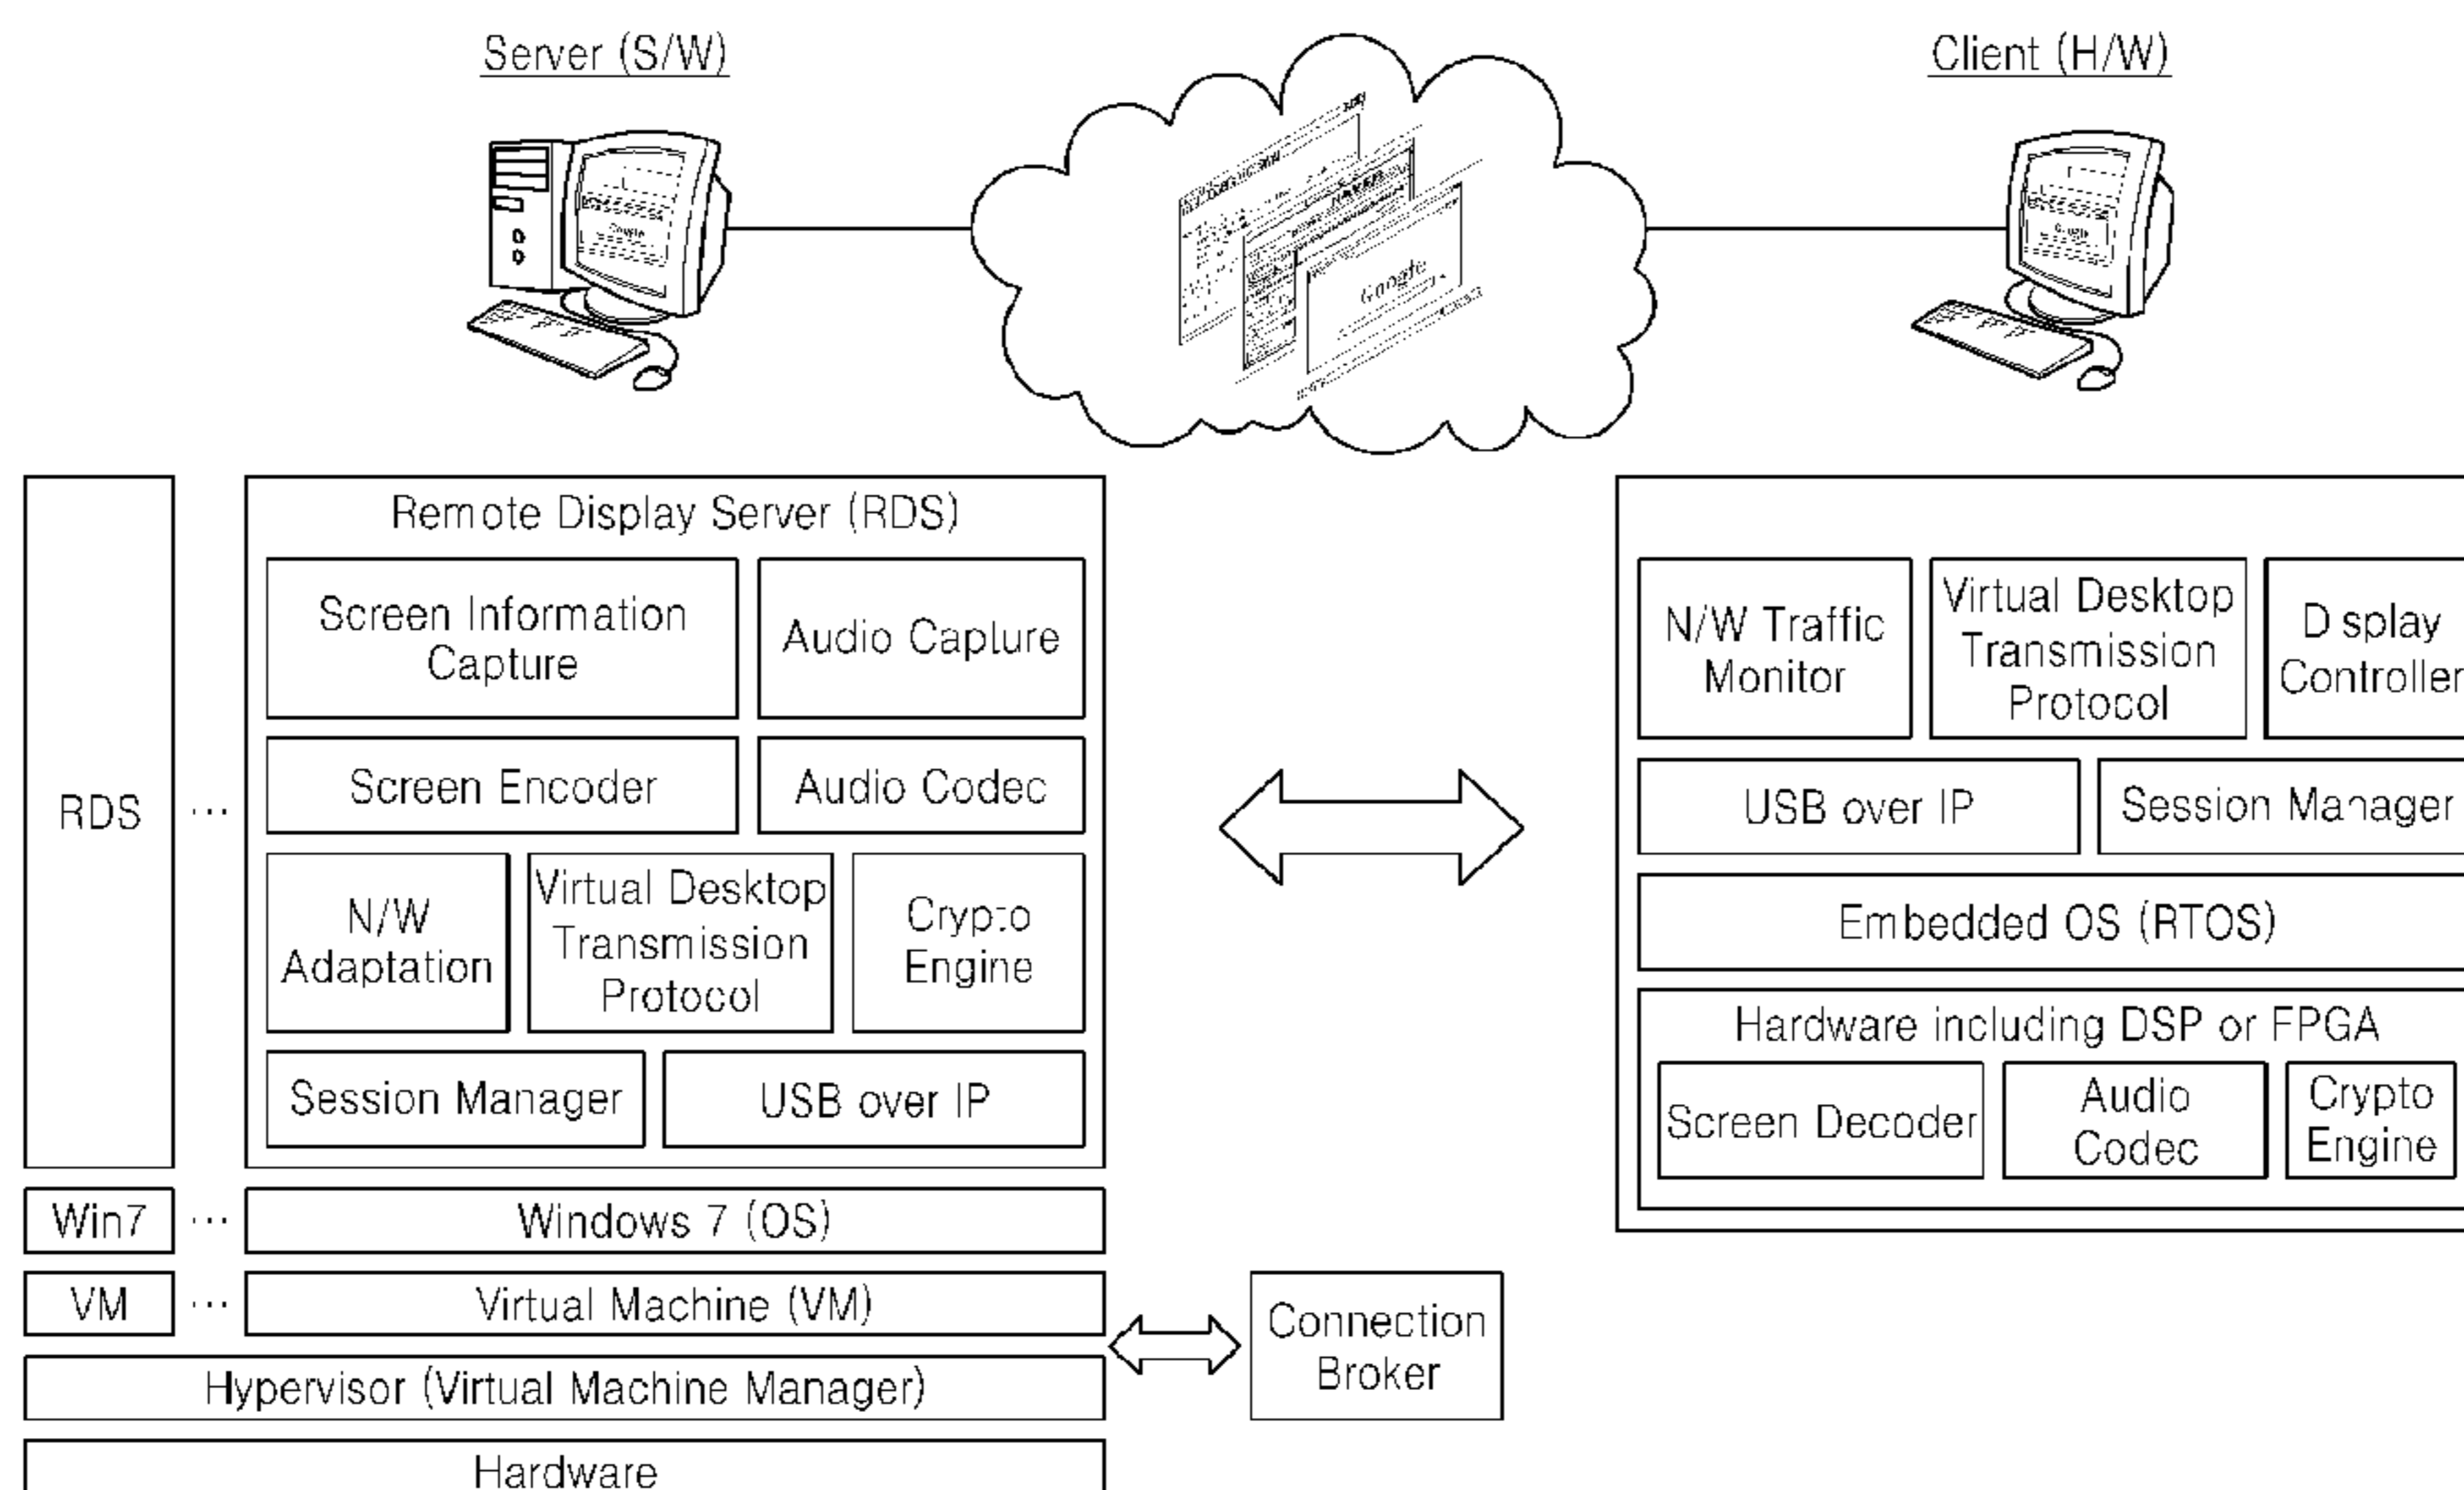 Server (S/W)
Client (H/W)
Google
Google
Google
RDS
...
Remote Display Server (RDS)
Screen Information
Capture
Audio Capture
Screen Encoder
Audio Codec
N/W
Adaptation
Virtual Desktop
Transmission
Protocol
Crypto
Engine
Session Manager
USB over IP
Win7
...
Windows 7 (OS)
VM
...
Virtual Machine (VM)
Hypervisor (Virtual Machine Manager)
Hardware
Connection
Broker
N/W Traffic
Monitor
Virtual Desktop
Transmission
Protocol
Display
Controller
USB over IP
Session Manager
Embedded OS (RTOS)
Hardware including DSP or FPGA
Screen Decoder
Audio
Codec
Crypto
Engine